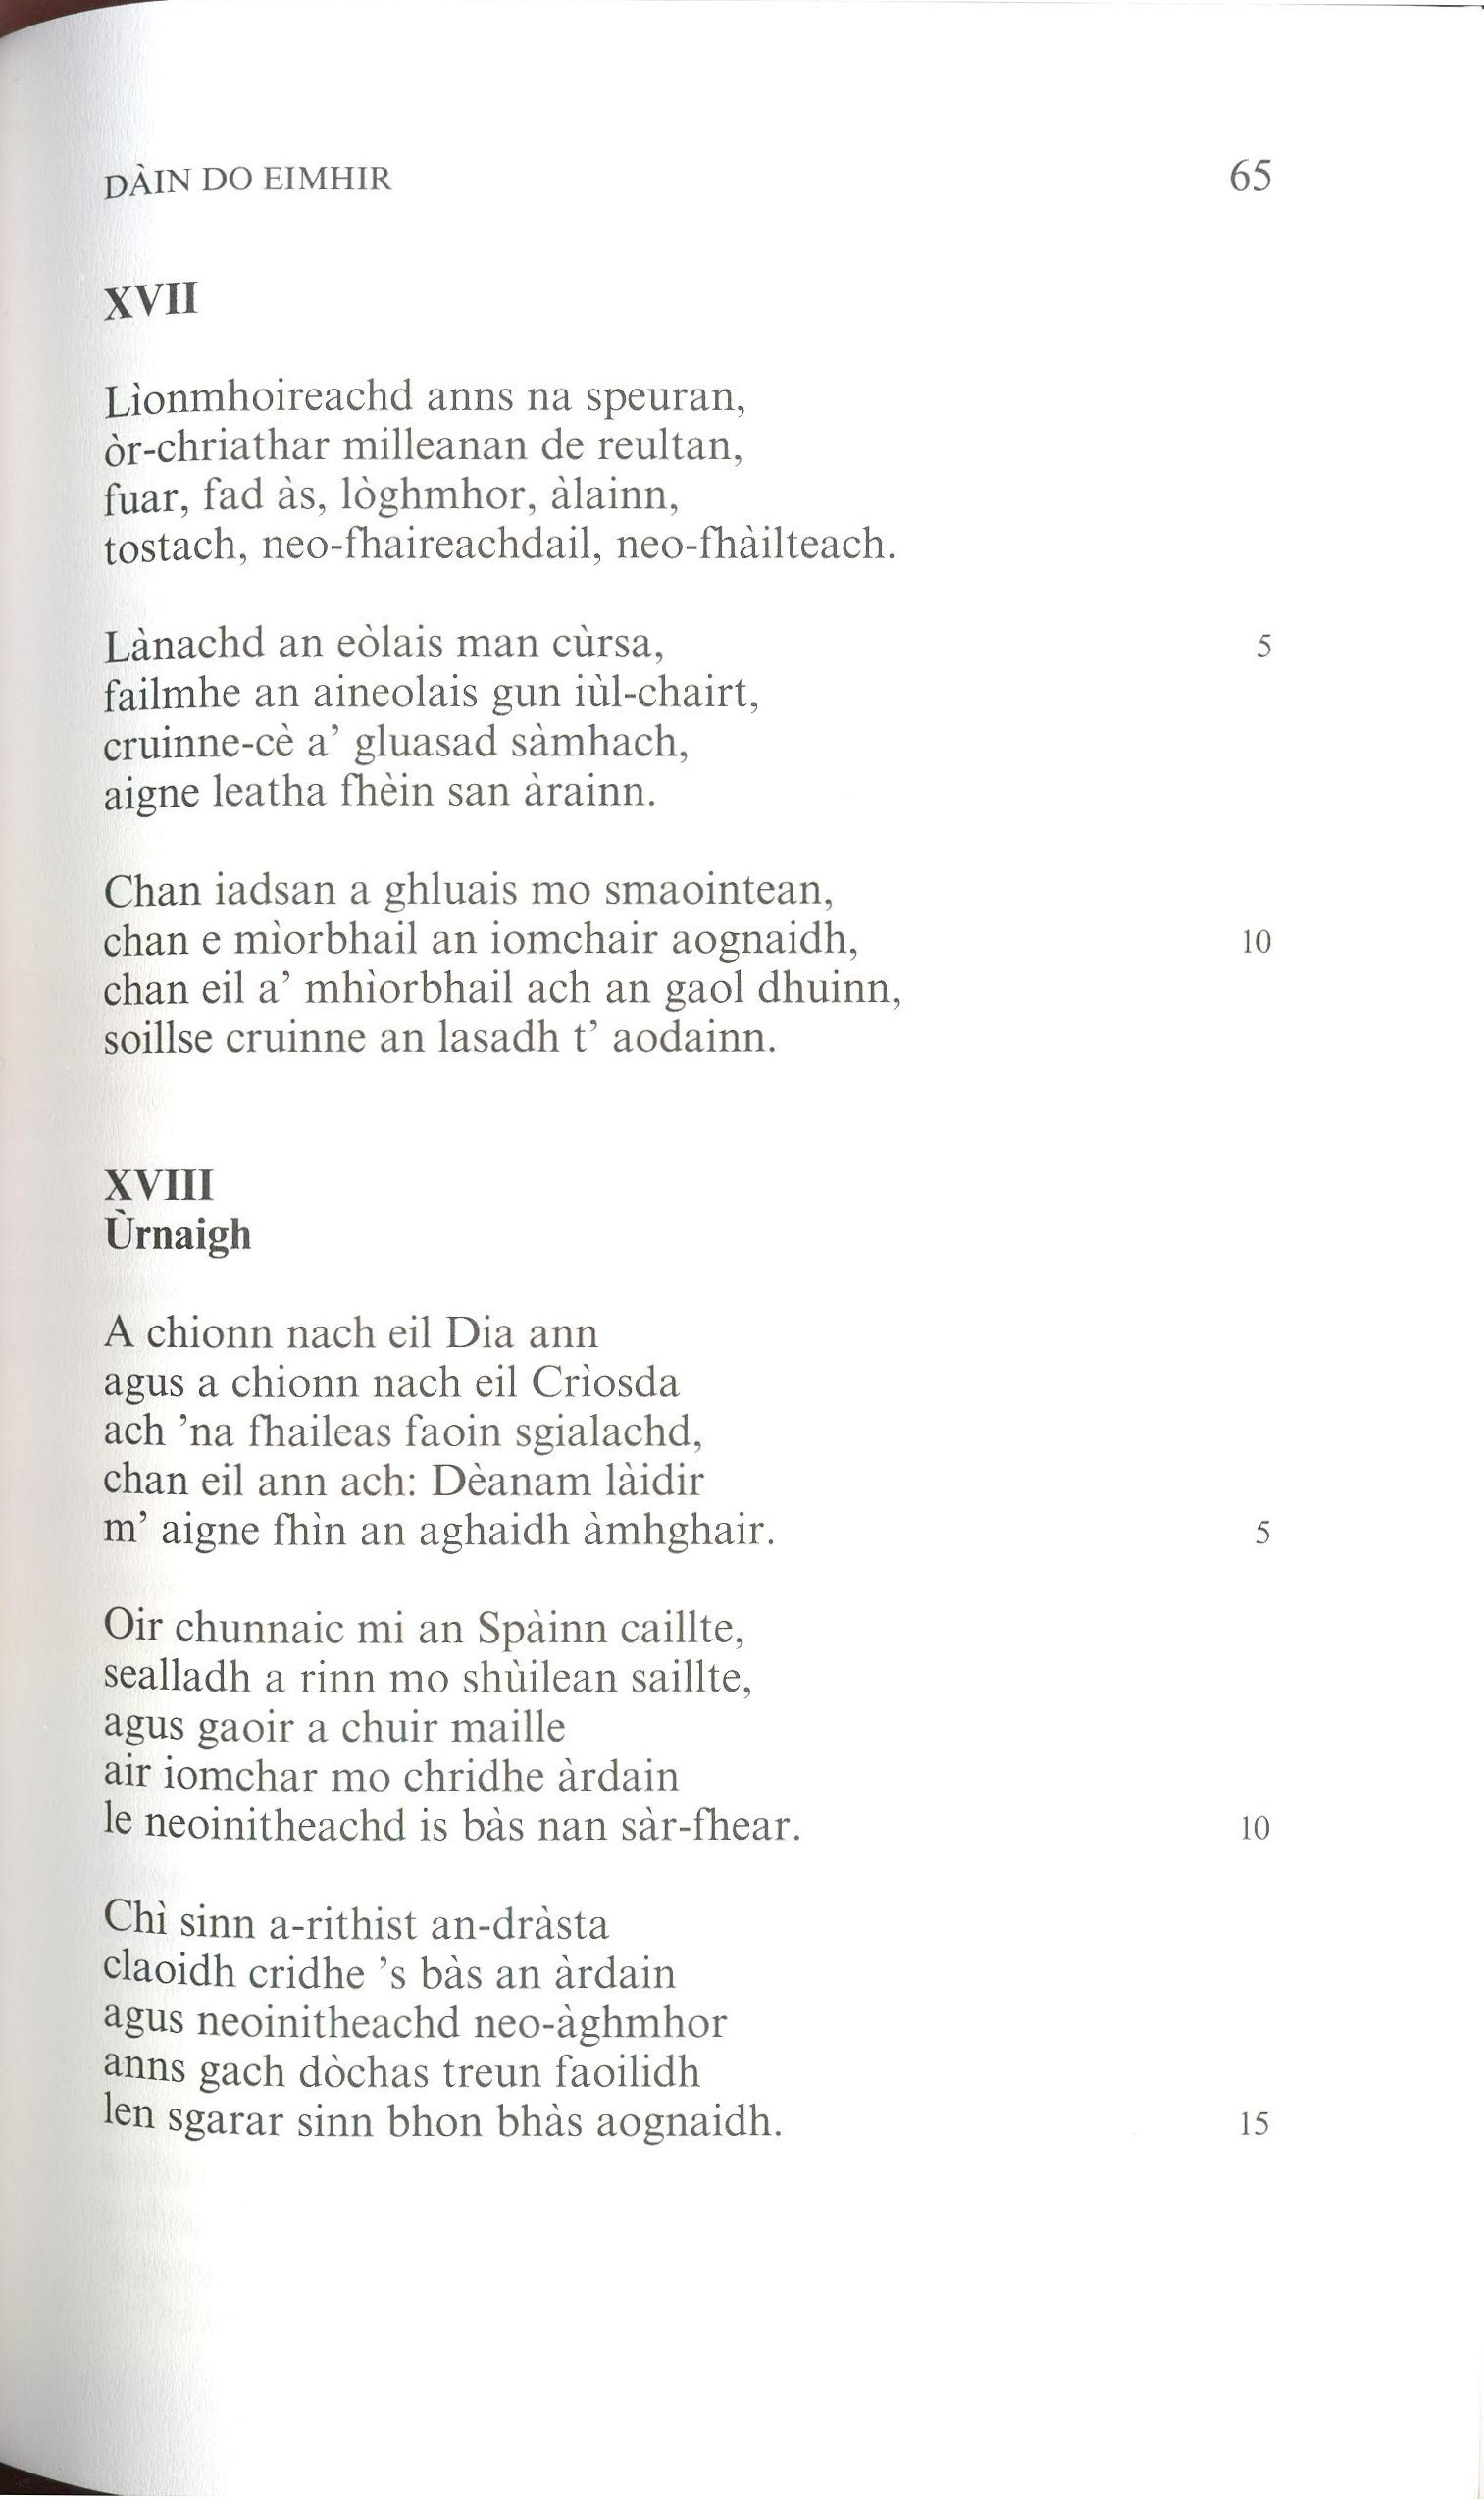 DÀIN DO EIMHIR 65
XVII
Lìonmhoireachd anns na speuran,
òr-chriathar milleanan de reultan,
fuar, fad às, lòghmhor, àlainn,
tostach, neo-fhaireachdail, neo-fhàilteach.
Lànachd an eòlais man cùrsa, 5
failmhe an aineolais gun iùl-chairt,
cruinne-cè a’ gluasad sàmhach,
aigne leatha fhèin san àrainn.
Chan iadsan a ghluais mo smaointean,
chan e mìorbhail an iomchair aognaidh, 10
chan eil a’ mhìorbhail ach an gaol dhuinn,
soillse cruinne an lasadh t’ aodainn.
XVIII
Ùrnaigh
A chionn nach eil Dia ann
agus a chionn nach eil Crìosda
ach ’na fhaileas faoin sgialachd,
chan eil ann ach: Dèanam làidir
m’ aigne fhìn an aghaidh àmhghair. 5
Oir chunnaic mi an Spàinn caillte,
sealladh a rinn mo shùilean saillte,
agus gaoir a chuir maille
air iomchar mo chridhe àrdain
le neoinitheachd is bàs nan sàr-fhear. 10
Chì sinn a-rithist an-dràsta
claoidh cridhe ’s bàs an àrdain
agus neoinitheachd neo-àghmhor
anns gach dòchas treun faoilidh
len sgarar sinn bhon bhàs aognaidh. 15